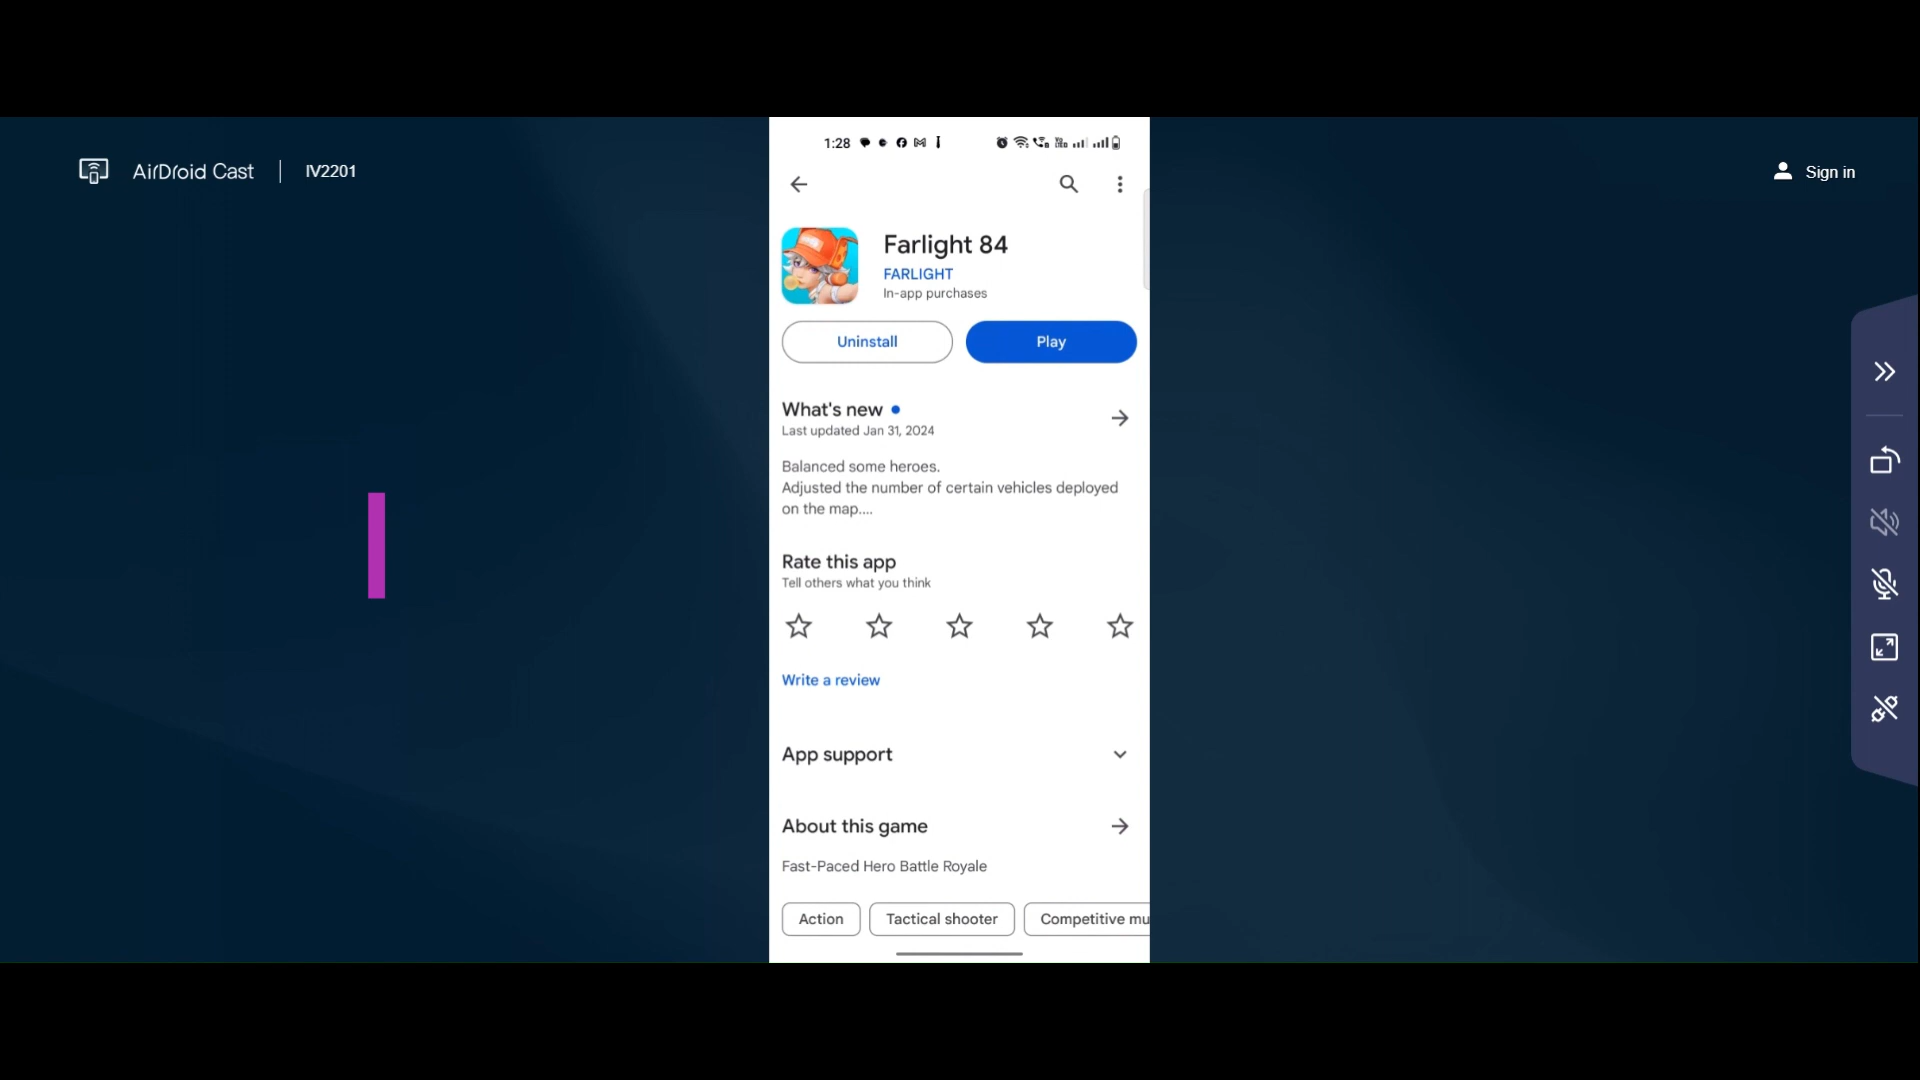 AirDroid Cast
IV2201
Sign in
1:28
Farlight 84
FARLIGHT
In-app purchases
Uninstall
Play
What's new
Last updated Jan 31, 2024
Balanced some heroes.
Adjusted the number of certain vehicles deployed
on the map....
Rate this app
Tell others what you think
Write a review
App support
About this game
Fast-Paced Hero Battle Royale
Action
Tactical shooter
Competitive mu